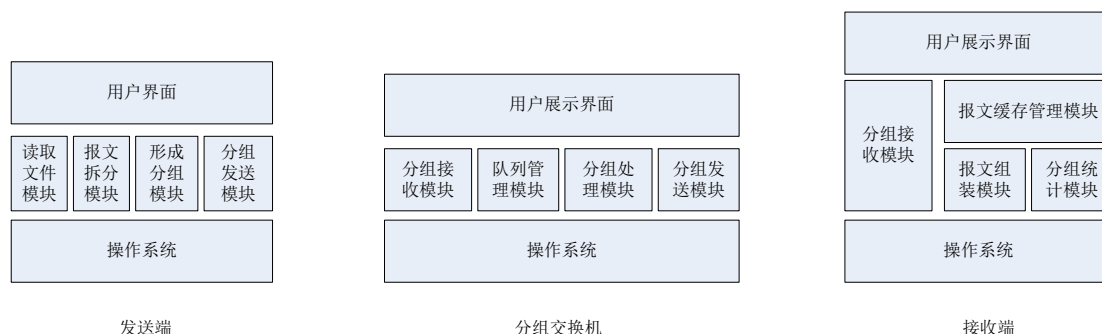 用户界面
读取
文件
模块
报文
拆分
模块
形成
分组
模块
分组
发送
模块
操作系统
发送端
用户展示界面
分组接
收模块
队列管
理模块
分组处
理模块
分组发
送模块
操作系统
分组交换机
用户展示界面
分组接
收模块
报文缓存管理模块
报文组
装模块
分组统
计模块
操作系统
接收端